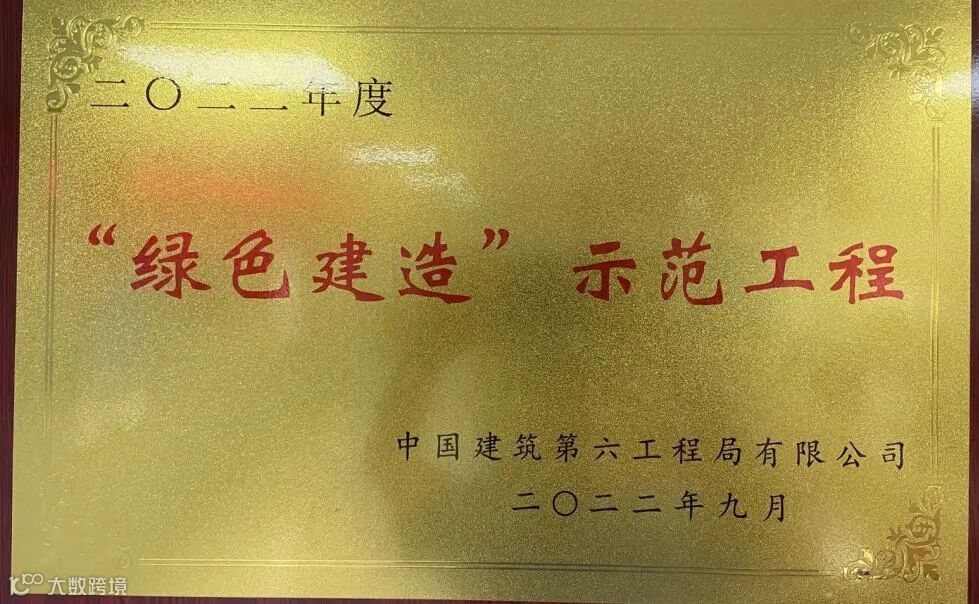 二〇二二年度
“绿色建造”示范工程
中国建筑第六工程局有限公司
二〇二二年九月
大数跨境